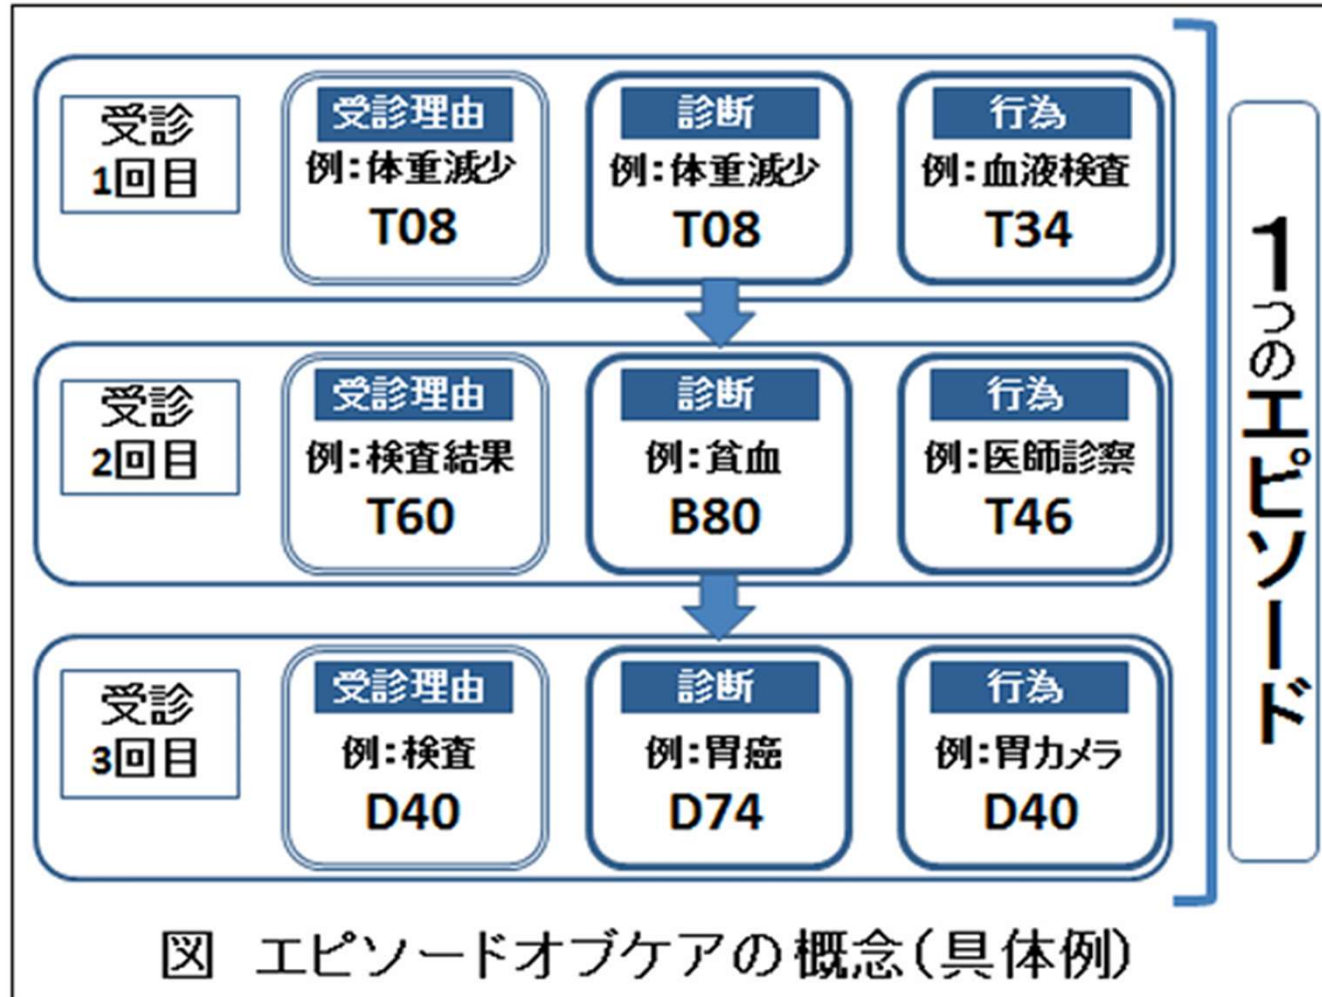 受診
1回目
受診理由
例：体重減少
T08
診断
例：体重減少
T08
行為
例：血液検査
T34
受診
2回目
受診理由
例：検査結果
T60
診断
例：貧血
B80
行為
例：医師診察
T46
受診
3回目
受診理由
例：検査
D40
診断
例：胃癌
D74
行為
例：胃カメラ
D40
1つのエピソード
図 エピソードオブケアの概念（具体例）